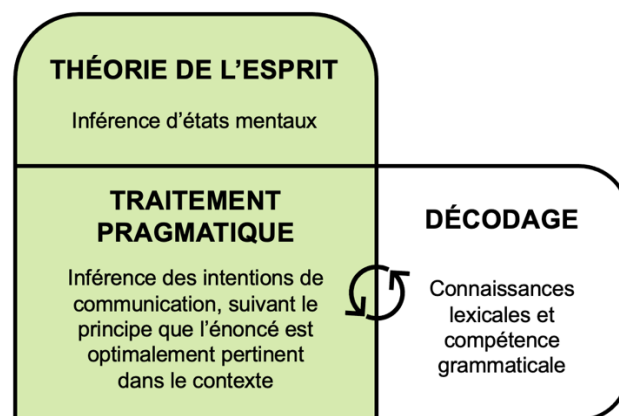 THÉORIE DE L'ESPRIT
Inférence d'états mentaux
TRAITEMENT
PRAGMATIQUE
Inférence des intentions de
communication, suivant le
principe que l'énoncé est
optimalement pertinent
dans le contexte
DÉCODAGE
Connaissances
lexicales et
compétence
grammaticale